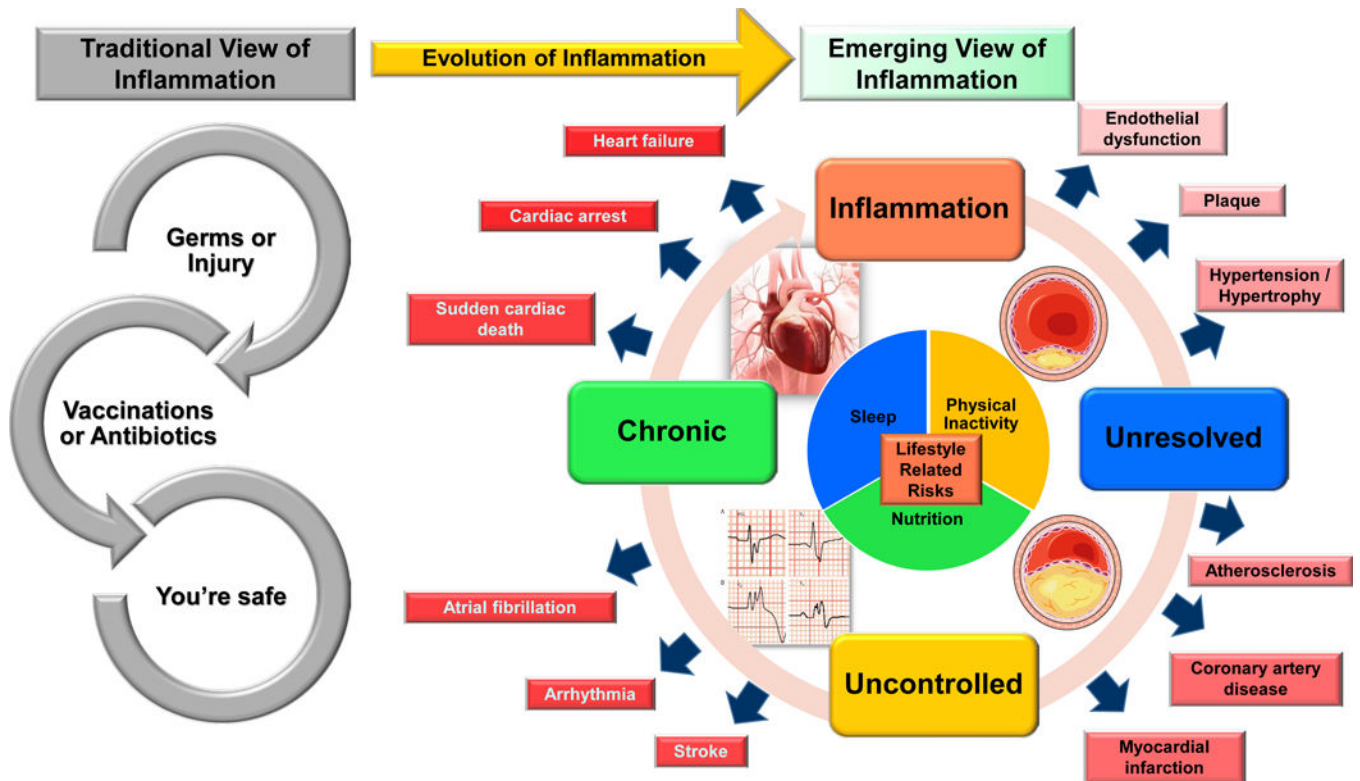 Traditional View of
Inflammation
Evolution of Inflammation
Emerging View of
Inflammation
Germs or
Injury
Vaccinations
or Antibiotics
You're safe
Heart failure
Cardiac arrest
Sudden cardiac
death
Endothelial
dysfunction
Plaque
Hypertension /
Hypertrophy
Inflammation
Chronic
Unresolved
Uncontrolled
Sleep
Physical
Inactivity
Lifestyle
Related
Risks
Nutrition
A
B
Atrial fibrillation
Arrhythmia
Stroke
Atherosclerosis
Coronary artery
disease
Myocardial
infarction